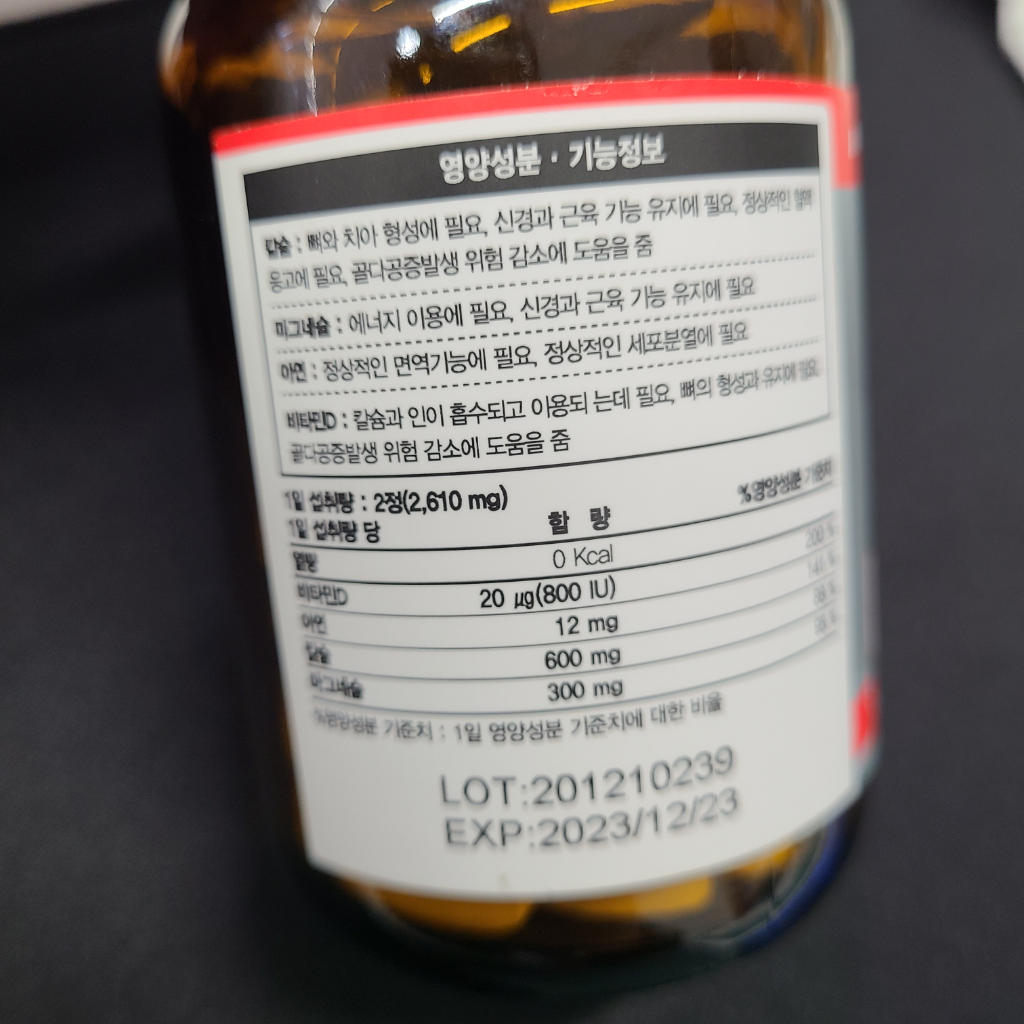 영양성분 · 기능정보
칼슘 : 뼈와 치아 형성에 필요, 신경과 근육 기능 유지에 필요, 정상적인 혈액
응고에 필요, 골다공증발생 위험 감소에 도움을 줌
마그네슘 : 에너지 이용에 필요, 신경과 근육 기능 유지에 필요
아연 : 정상적인 면역기능에 필요, 정상적인 세포분열에 필요
비타민D : 칼슘과 인이 흡수되고 이용되 는데 필요, 뼈의 형성과 유지에 필요,
골다공증발생 위험 감소에 도움을 줌
1일 섭취량 : 2정(2,610 mg)
1일 섭취량 당 함 량 %영양성분 기준치
열량 0 Kcal
비타민D 20 µg(800 IU) 200 %
아연 12 mg
칼슘 600 mg
마그네슘 300 mg
%영양성분 기준치 : 1일 영양성분 기준치에 대한 비율
LOT:201210239
EXP:2023/12/23